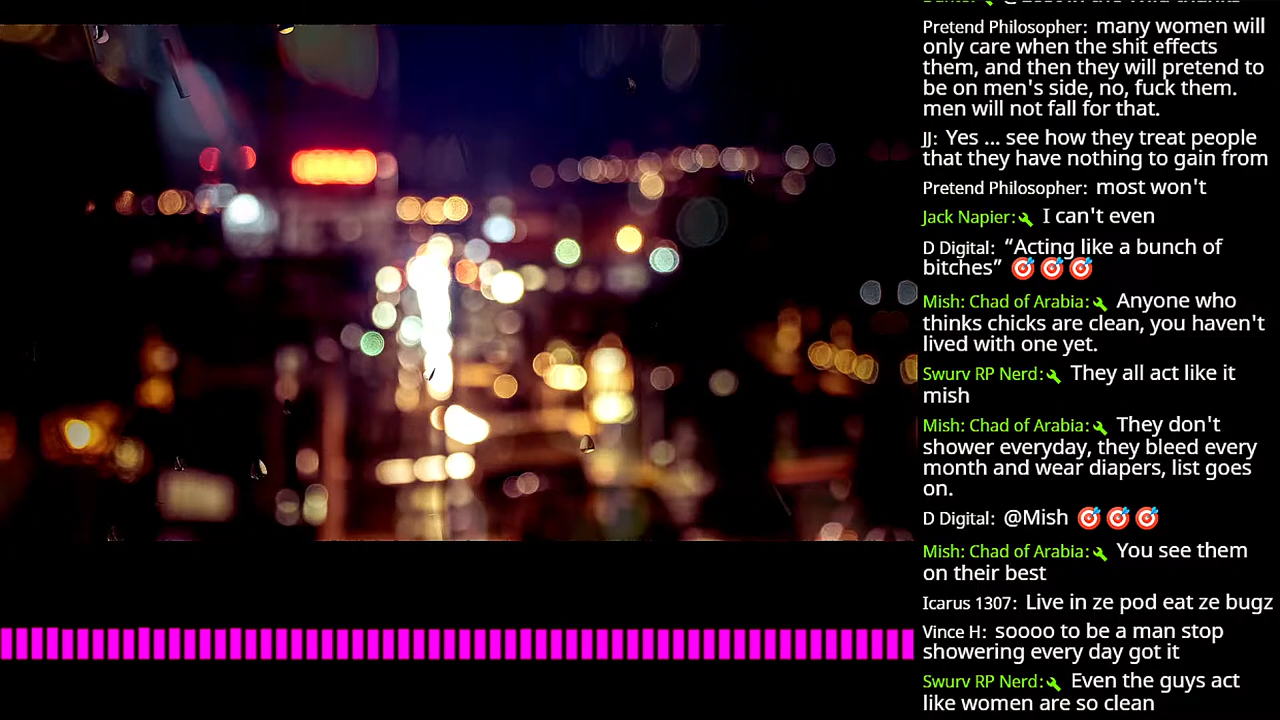 Pretend Philosopher: many women will
only care when the shit effects
them, and then they will pretend to
be on men's side, no, fuck them.
men will not fall for that.
JJ: Yes ... see how they treat people
that they have nothing to gain from
Pretend Philosopher: most won't
Jack Napier: I can't even
D Digital: “Acting like a bunch of
bitches” 🎯🎯🎯
Mish: Chad of Arabia: Anyone who
thinks chicks are clean, you haven't
lived with one yet.
Swurv RP Nerd: They all act like it
mish
Mish: Chad of Arabia: They don't
shower everyday, they bleed every
month and wear diapers, list goes
on.
D Digital: @Mish 🎯🎯🎯
Mish: Chad of Arabia: You see them
on their best
Icarus 1307: Live in ze pod eat ze bugz
Vince H: soooo to be a man stop
showering every day got it
Swurv RP Nerd: Even the guys act
like women are so clean